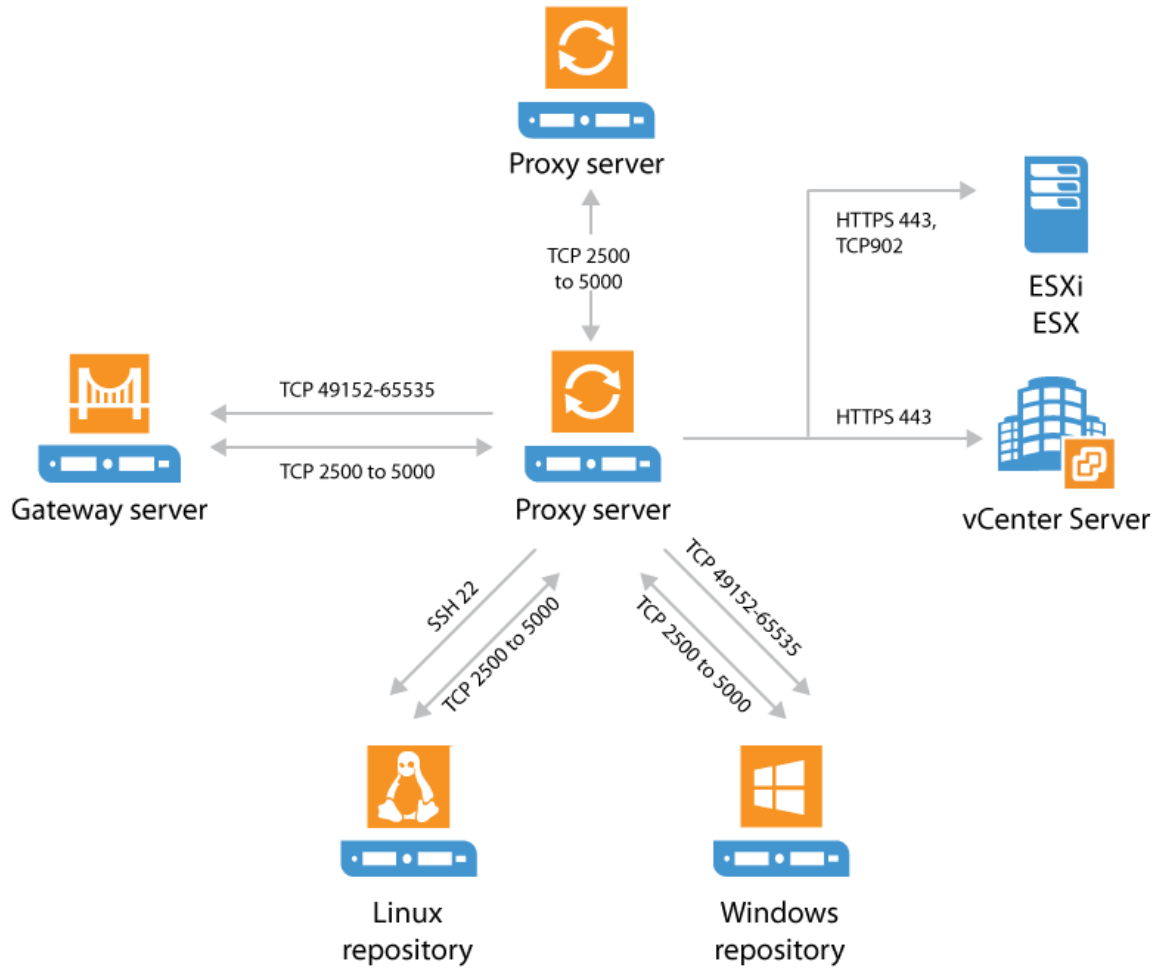 Proxy server
TCP 2500
to 5000
HTTPS 443,
TCP902
ESXi
ESX
TCP 49152-65535
TCP 2500 to 5000
Gateway server
Proxy server
HTTPS 443
vCenter Server
SSH 22
TCP 2500 to 5000
TCP 49152-65535
TCP 2500 to 5000
Linux
repository
Windows
repository